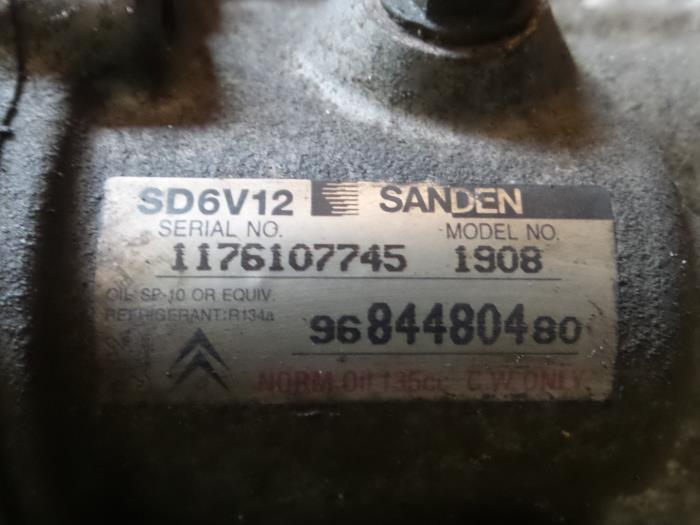 SD6V12 SANDEN
SERIAL NO. MODEL NO.
1176107745 1908
OIL SP-10 OR EQUIV.
REFRIGERANT: R134a
9684480480
NORM Oil 135cc C.W. ONLY